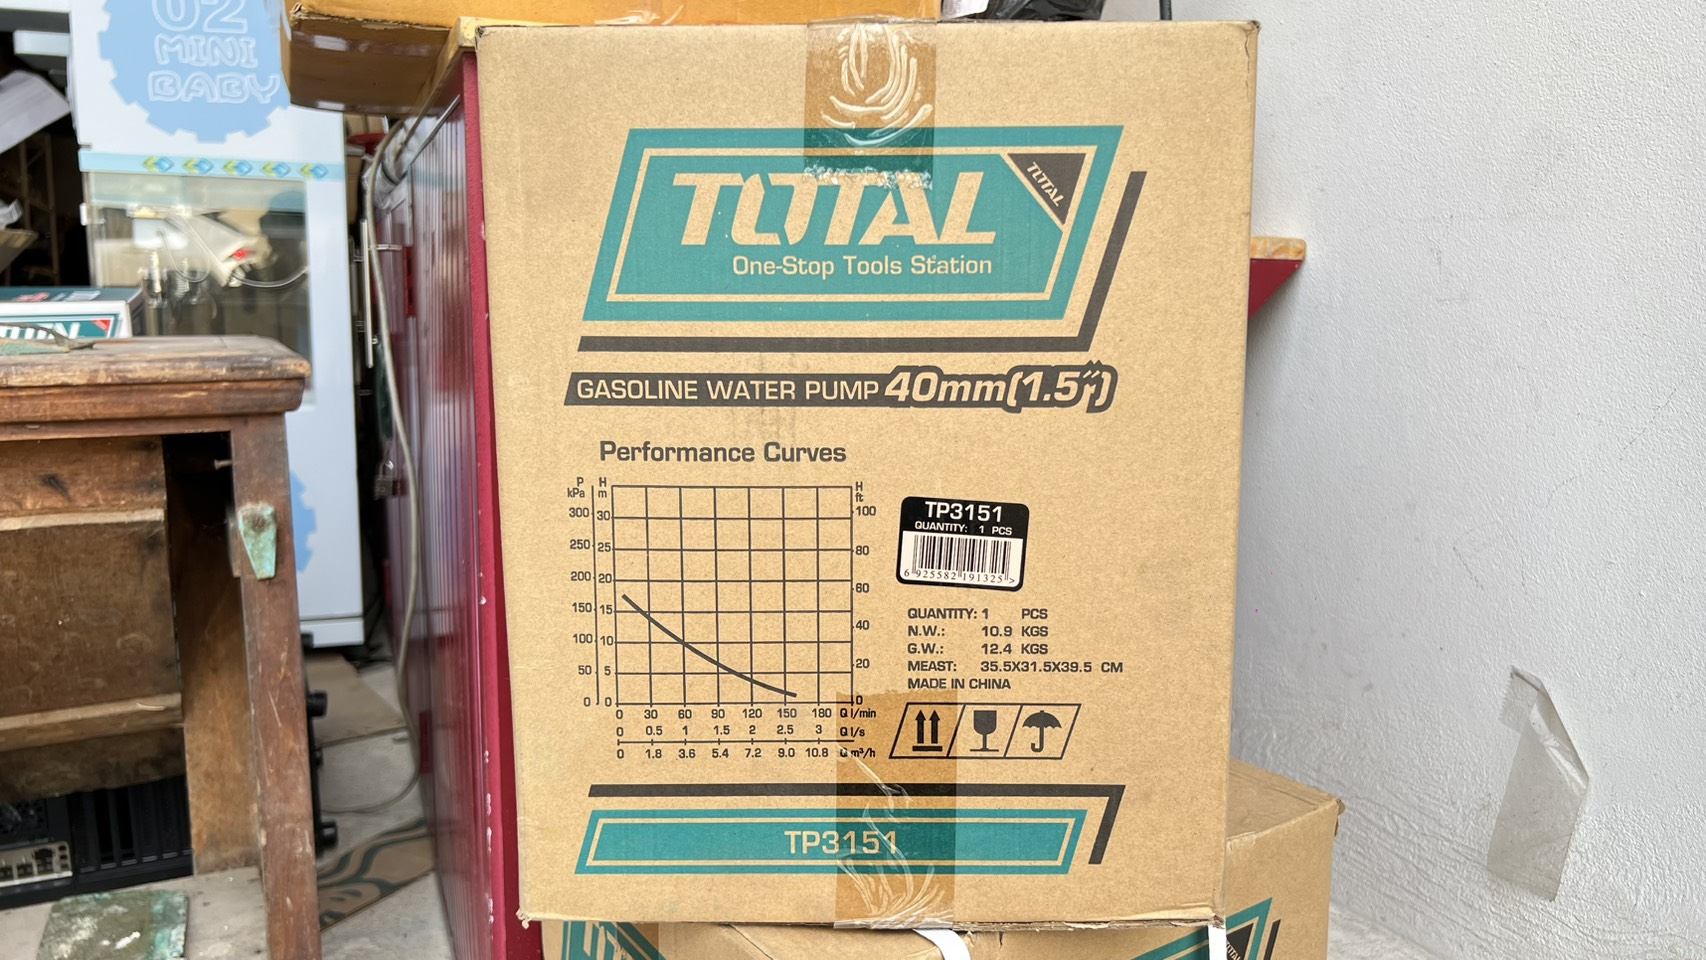 02
MINI
BABY
TOTAL
TOTAL
One-Stop Tools Station
GASOLINE WATER PUMP 40mm(1.5")
Performance Curves
P kPa
H m
H ft
300 30 100
250 25 80
200 20 60
150 15 40
100 10 20
50 5
0 0 0
0 30 60 90 120 150 180 Q l/min
0 0.5 1 1.5 2 2.5 3 Q l/s
0 1.8 3.6 5.4 7.2 9.0 10.8 Q m³/h
TP3151
QUANTITY: 1 PCS
6 925582 191325 >
QUANTITY: 1 PCS
N.W.: 10.9 KGS
G.W.: 12.4 KGS
MEAST: 35.5X31.5X39.5 CM
MADE IN CHINA
TP3151
TOTAL